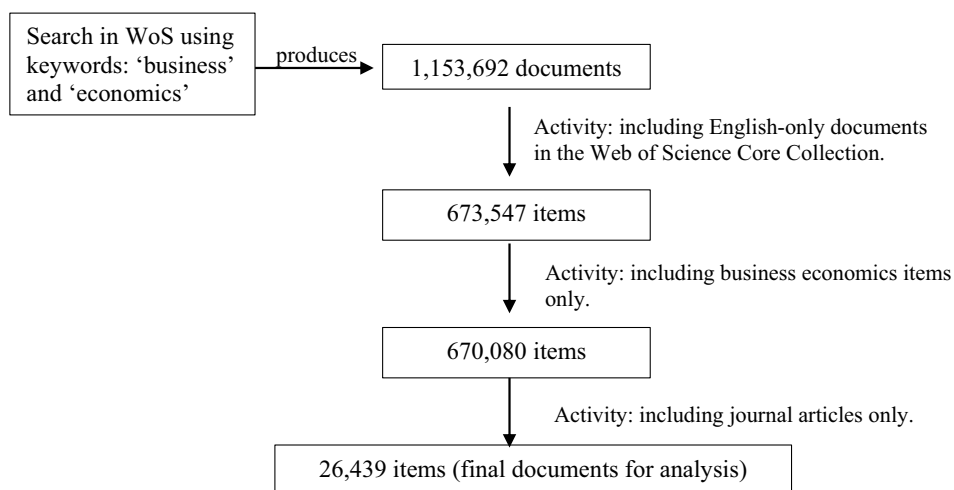 Search in WoS using
keywords: ‘business’
and ‘economics’
produces
1,153,692 documents
Activity: including English-only documents
in the Web of Science Core Collection.
673,547 items
Activity: including business economics items
only.
670,080 items
Activity: including journal articles only.
26,439 items (final documents for analysis)